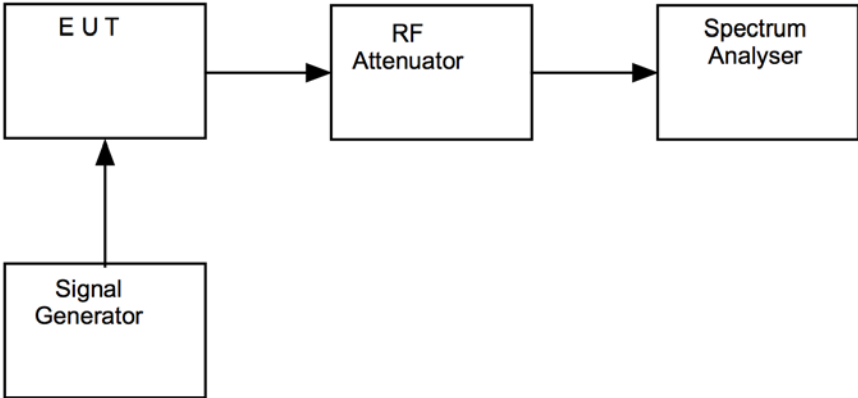 E U T
RF
Attenuator
Spectrum
Analyser
Signal
Generator